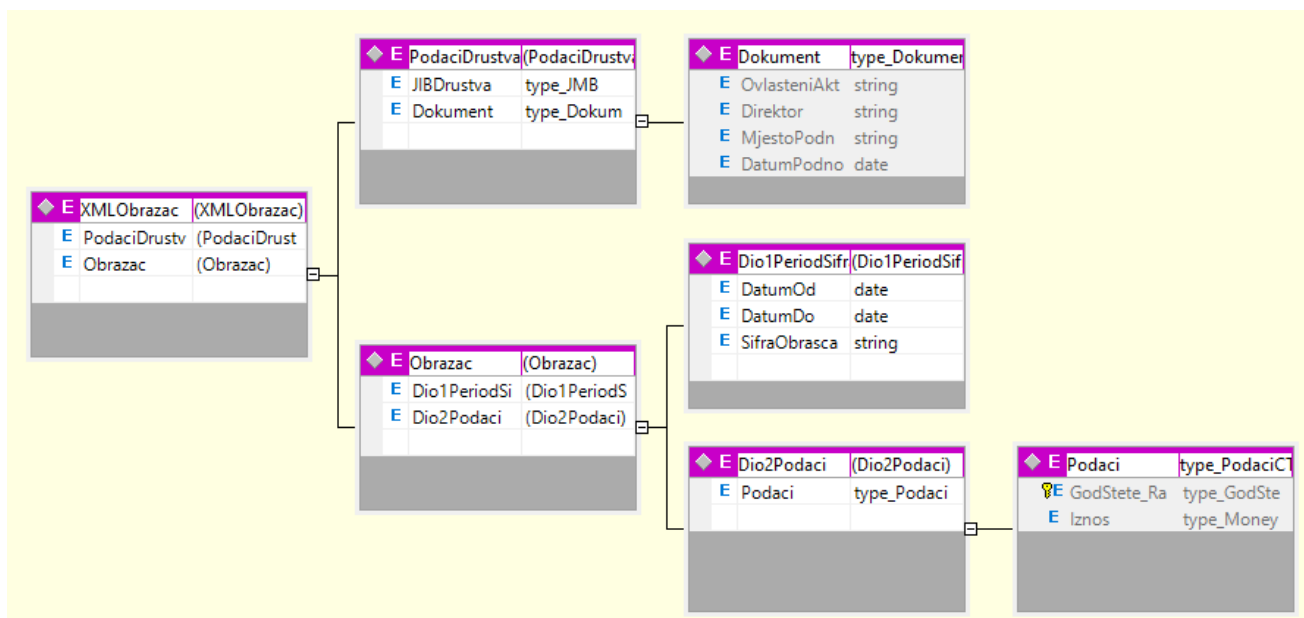 E PodaciDrustva (PodaciDrustva
E JIBDrustva type_JMB
E Dokument type_Dokum
E Dokument type_Dokumen
E OvlasteniAkt string
E Direktor string
E MjestoPodn string
E DatumPodno date
E XMLObrazac (XMLObrazac)
E PodaciDrustv (PodaciDrust
E Obrazac (Obrazac)
E Dio1PeriodSifr (Dio1PeriodSif
E DatumOd date
E DatumDo date
E SifraObrasca string
E Obrazac (Obrazac)
E Dio1PeriodSi (Dio1PeriodS
E Dio2Podaci (Dio2Podaci)
E Dio2Podaci (Dio2Podaci)
E Podaci type_Podaci
E Podaci type_PodaciCT
E GodStete_Ra type_GodSte
E Iznos type_Money